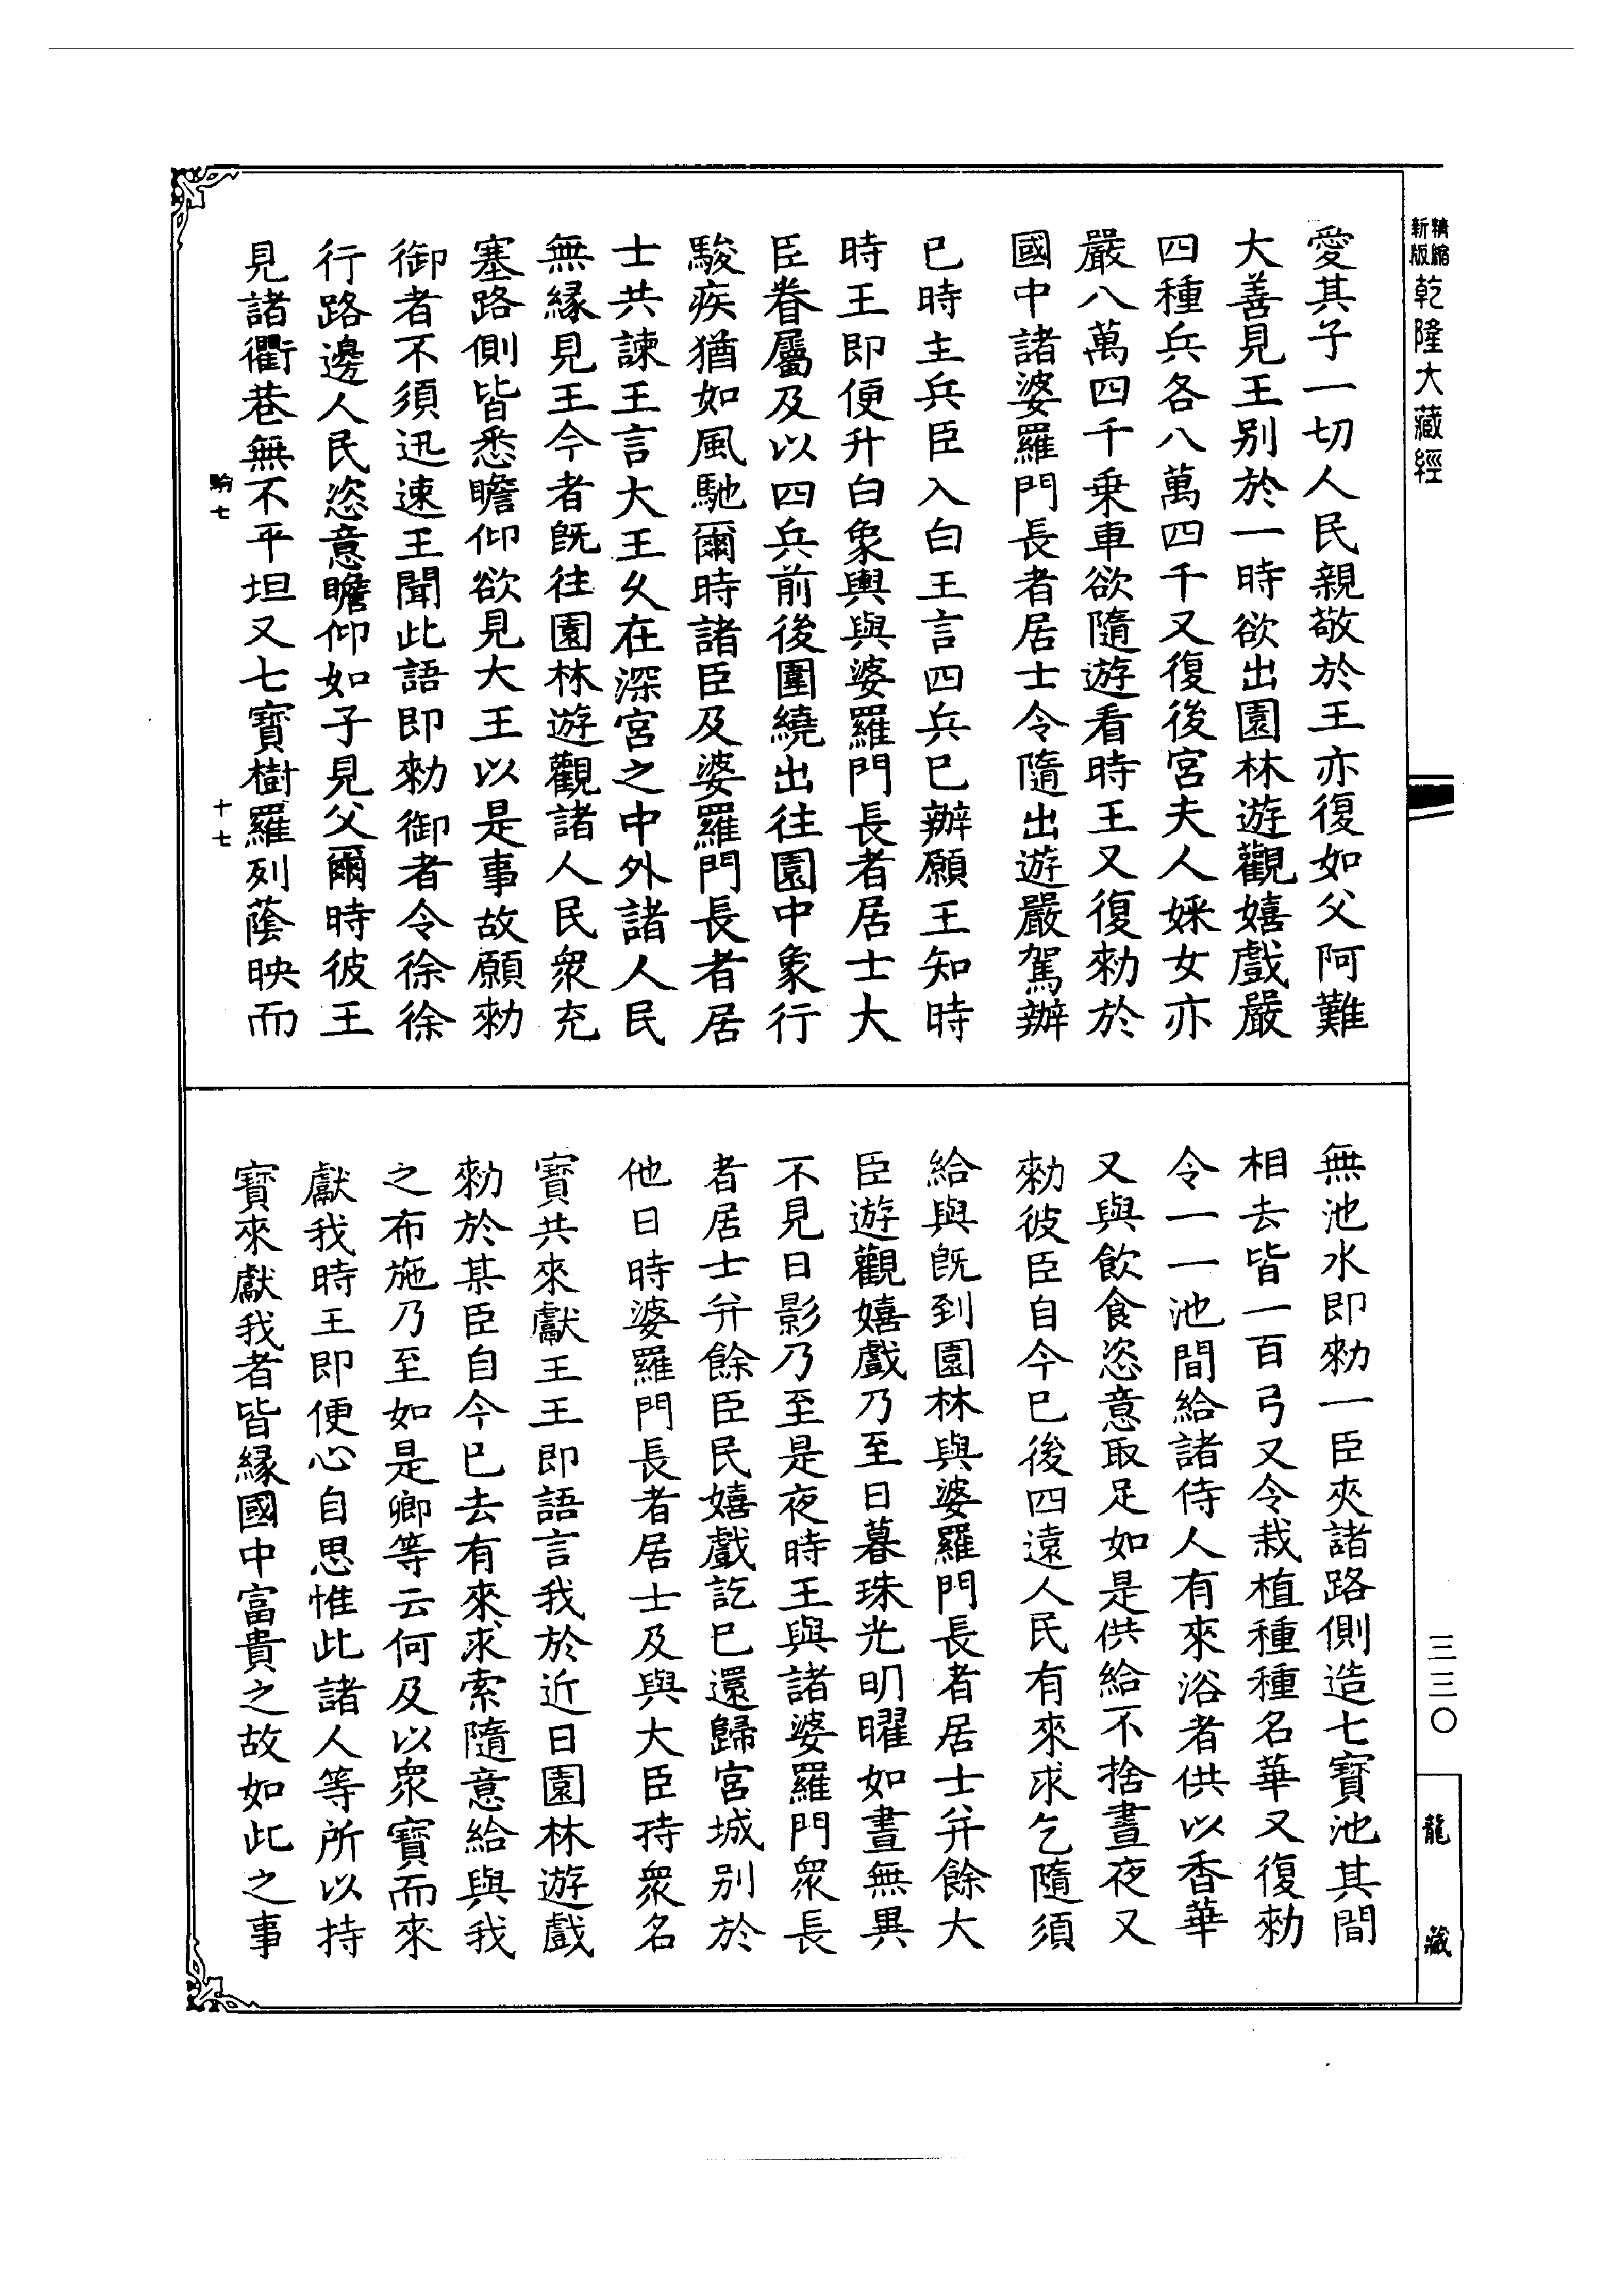 精縮新版乾隆大藏經
愛其子一切人民親敬於王亦復如父阿難
大善見王別於一時欲出園林遊觀嬉戲嚴
四種兵各八萬四千又復後宮夫人婇女亦
嚴八萬四千乗車欲隨遊看時王又復勑於
國中諸婆羅門長者居士令隨出遊嚴駕辦
已時主兵臣入白王言四兵已辦願王知時
時王即便升白象輿與婆羅門長者居士大
臣眷屬及以四兵前後圍繞出往園中象行
駿疾猶如風馳爾時諸臣及婆羅門長者居
士共諫王言大王久在深宮之中外諸人民
無緣見王今者既往園林遊觀諸人民衆充
塞路側皆悉瞻仰欲見大王以是事故願勑
御者不須迅速王聞此語即勑御者令徐徐
行路邊人民恣意瞻仰如子見父爾時彼王
見諸衢巷無不平坦又七寶樹羅列蔭映而
七
十七
無池水即勑一臣夾諸路側造七寶池其間
相去皆一百弓又令栽植種種名華又復勑
令一一池間給諸侍人有來浴者供以香華
又與飲食恣意取足如是供給不捨晝夜又
勑彼臣自今已後四遠人民有來求乞隨須
給與既到園林與婆羅門長者居士并餘大
臣遊觀嬉戲乃至日暮珠光明曜如晝無異
不見日影乃至是夜時王與諸婆羅門衆長
者居士并餘臣民嬉戲訖已還歸宮城別於
他日時婆羅門長者居士及與大臣持衆名
寶共來獻王王即語言我於近日園林遊戲
勑於某臣自今已去有來求索隨意給與我
之布施乃至如是卿等云何及以衆寶而來
獻我時王即便心自思惟此諸人等所以持
寶來獻我者皆緣國中富貴之故如此之事
三三〇
龍藏